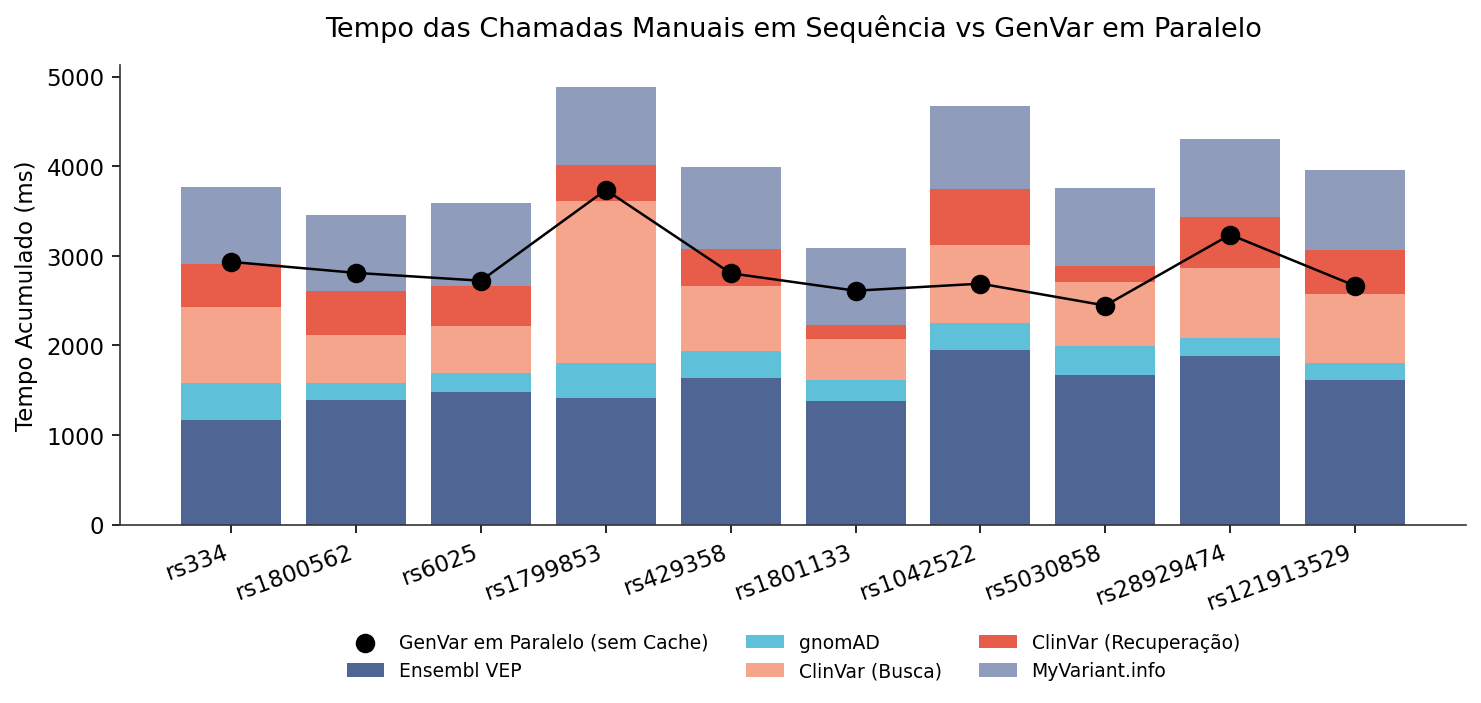 Tempo das Chamadas Manuais em Sequência vs GenVar em Paralelo
Tempo Acumulado (ms)
5000
4000
3000
2000
1000
0
rs334
rs1800562
rs6025
rs1799853
rs429358
rs1801133
rs1042522
rs5030858
rs28929474
rs121913529
GenVar em Paralelo (sem Cache)
Ensembl VEP
gnomAD
ClinVar (Busca)
ClinVar (Recuperação)
MyVariant.info